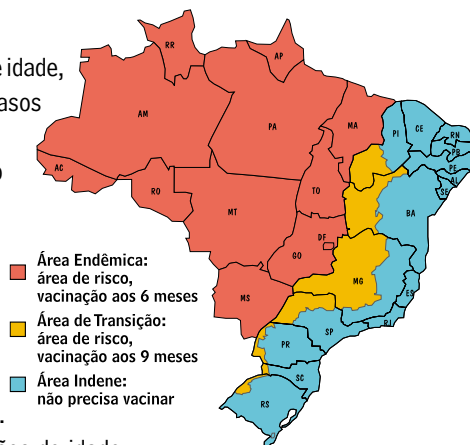 e idade,
asos
o
RR
AP
AM
PA
MA
PI
CE
RN
PB
PE
AL
SE
AC
RO
TO
BA
MT
DF
GO
MG
ES
MS
SP
RJ
PR
SC
RS
Área Endêmica:
área de risco,
vacinação aos 6 meses
Área de Transição:
área de risco,
vacinação aos 9 meses
Área Indene:
não precisa vacinar
.